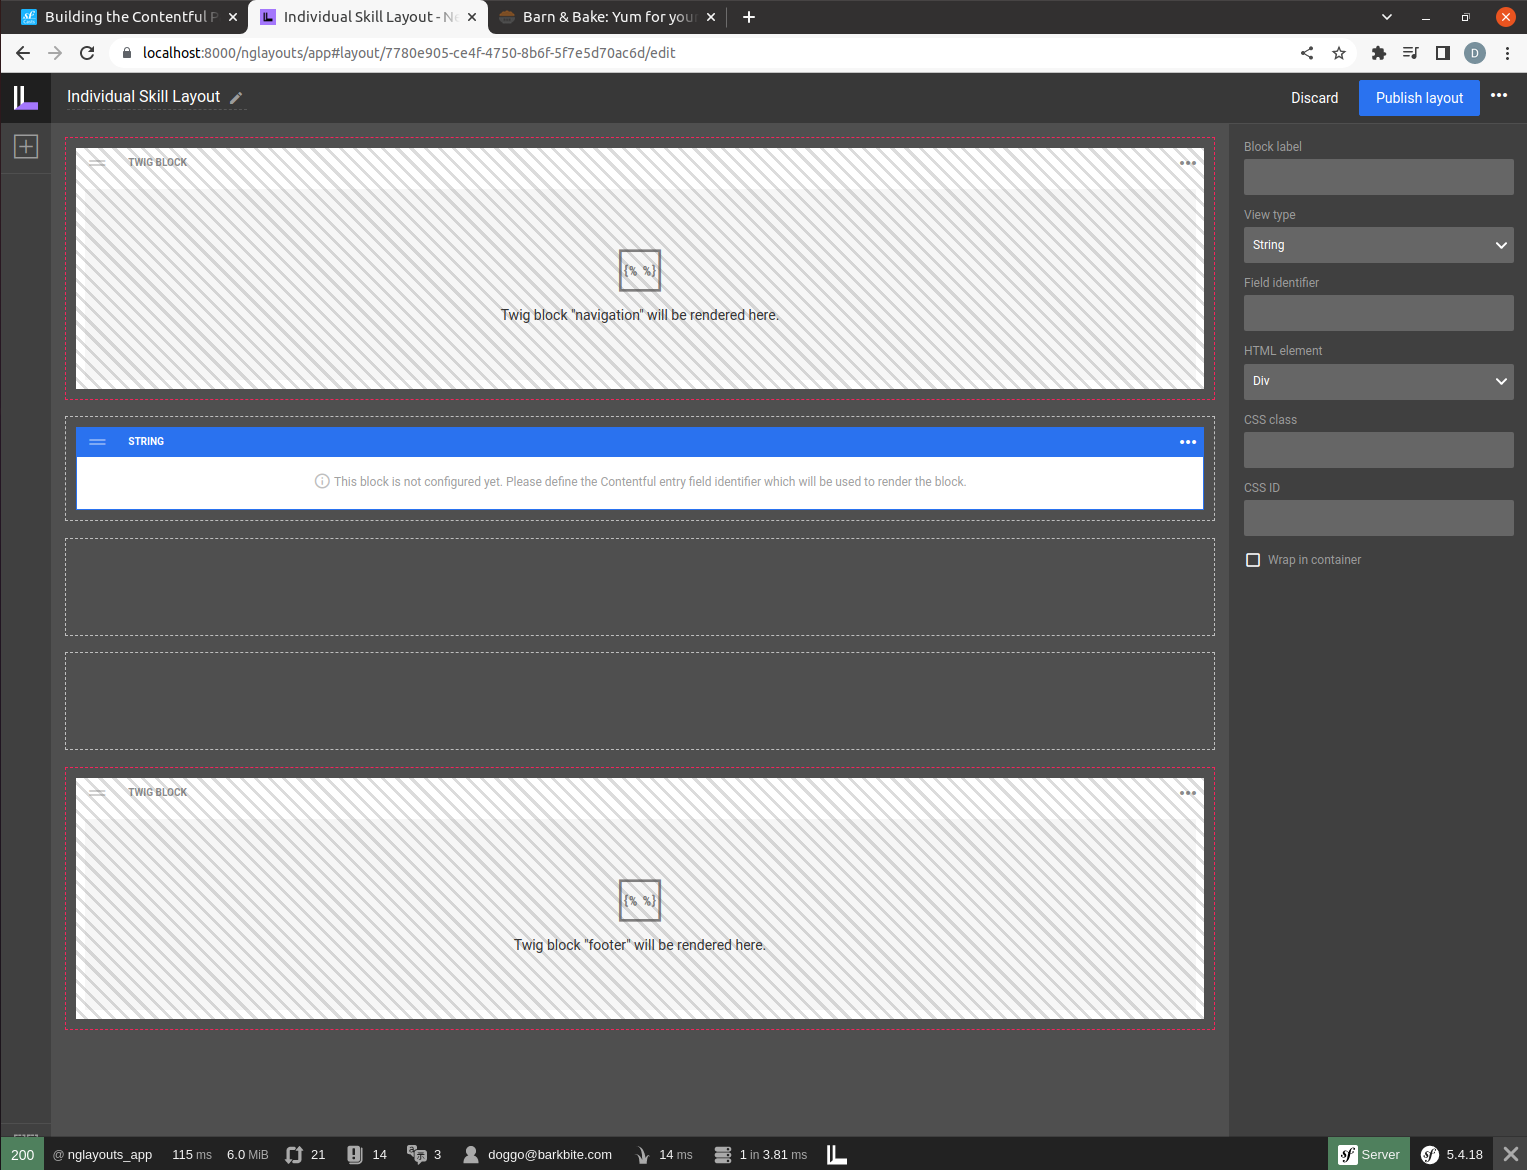 Building the Contentful P
Individual Skill Layout - Ne
Barn & Bake: Yum for your
localhost:8000/nglayouts/app#layout/7780e905-ce4f-4750-8b6f-5f7e5d70ac6d/edit
D
Individual Skill Layout
Discard
Publish layout
TWIG BLOCK
{% %}
Twig block "navigation" will be rendered here.
STRING
This block is not configured yet. Please define the Contentful entry field identifier which will be used to render the block.
TWIG BLOCK
{% %}
Twig block "footer" will be rendered here.
Block label
View type
String
Field identifier
HTML element
Div
CSS class
CSS ID
Wrap in container
200 @ nglayouts_app 115 ms 6.0 MiB 21 14 3 doggo@barkbite.com 14 ms 1 in 3.81 ms sf Server sf 5.4.18